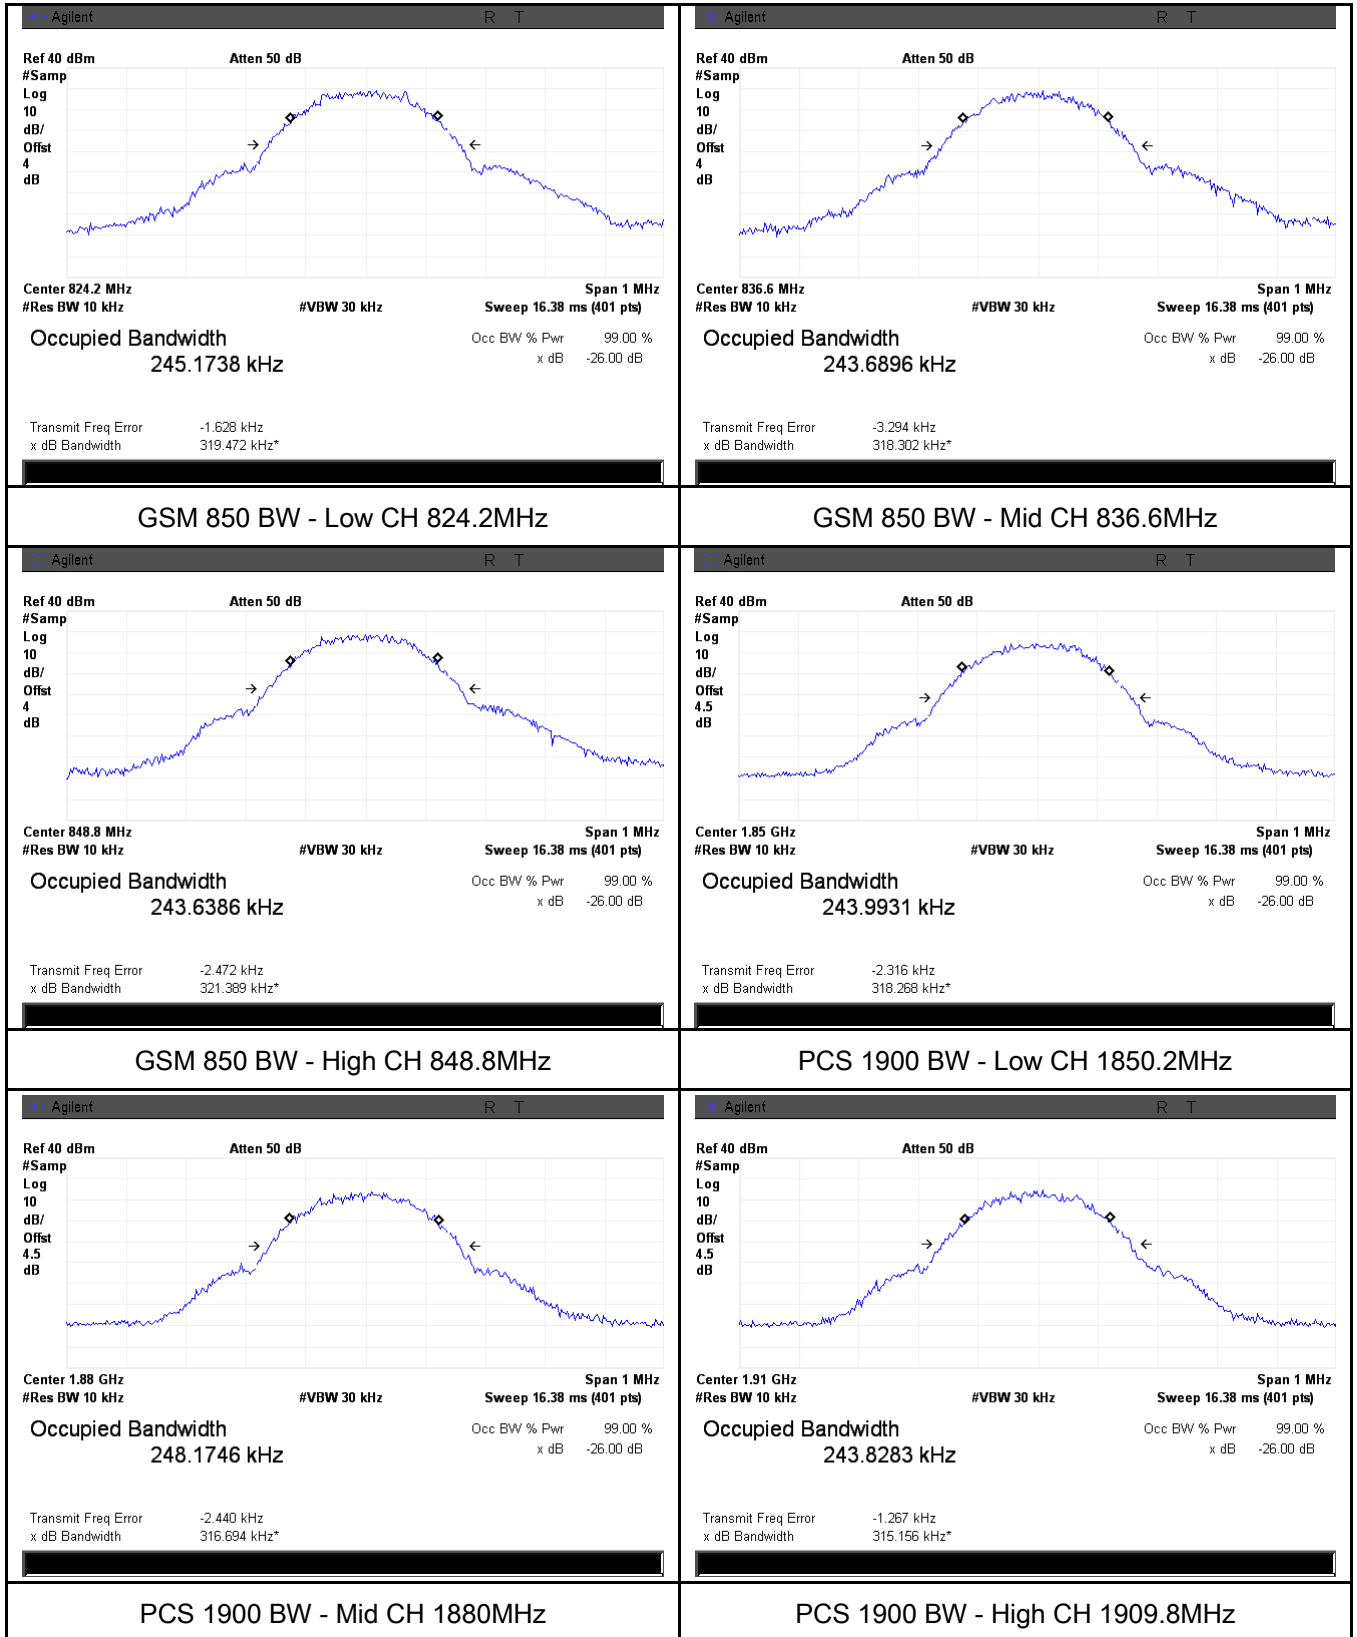 Agilent R T
Ref 40 dBm Atten 50 dB
#Samp
Log
10
dB/
Offst
4
dB
Center 824.2 MHz Span 1 MHz
#Res BW 10 kHz #VBW 30 kHz Sweep 16.38 ms (401 pts)
Occupied Bandwidth Occ BW % Pwr 99.00 %
245.1738 kHz x dB -26.00 dB
Transmit Freq Error -1.628 kHz
x dB Bandwidth 319.472 kHz*
GSM 850 BW - Low CH 824.2MHz
Agilent R T
Ref 40 dBm Atten 50 dB
#Samp
Log
10
dB/
Offst
4
dB
Center 836.6 MHz Span 1 MHz
#Res BW 10 kHz #VBW 30 kHz Sweep 16.38 ms (401 pts)
Occupied Bandwidth Occ BW % Pwr 99.00 %
243.6896 kHz x dB -26.00 dB
Transmit Freq Error -3.294 kHz
x dB Bandwidth 318.302 kHz*
GSM 850 BW - Mid CH 836.6MHz
Agilent R T
Ref 40 dBm Atten 50 dB
#Samp
Log
10
dB/
Offst
4
dB
Center 848.8 MHz Span 1 MHz
#Res BW 10 kHz #VBW 30 kHz Sweep 16.38 ms (401 pts)
Occupied Bandwidth Occ BW % Pwr 99.00 %
243.6386 kHz x dB -26.00 dB
Transmit Freq Error -2.472 kHz
x dB Bandwidth 321.389 kHz*
GSM 850 BW - High CH 848.8MHz
Agilent R T
Ref 40 dBm Atten 50 dB
#Samp
Log
10
dB/
Offst
4.5
dB
Center 1.85 GHz Span 1 MHz
#Res BW 10 kHz #VBW 30 kHz Sweep 16.38 ms (401 pts)
Occupied Bandwidth Occ BW % Pwr 99.00 %
243.9931 kHz x dB -26.00 dB
Transmit Freq Error -2.316 kHz
x dB Bandwidth 318.268 kHz*
PCS 1900 BW - Low CH 1850.2MHz
Agilent R T
Ref 40 dBm Atten 50 dB
#Samp
Log
10
dB/
Offst
4.5
dB
Center 1.88 GHz Span 1 MHz
#Res BW 10 kHz #VBW 30 kHz Sweep 16.38 ms (401 pts)
Occupied Bandwidth Occ BW % Pwr 99.00 %
248.1746 kHz x dB -26.00 dB
Transmit Freq Error -2.440 kHz
x dB Bandwidth 316.694 kHz*
PCS 1900 BW - Mid CH 1880MHz
Agilent R T
Ref 40 dBm Atten 50 dB
#Samp
Log
10
dB/
Offst
4.5
dB
Center 1.91 GHz Span 1 MHz
#Res BW 10 kHz #VBW 30 kHz Sweep 16.38 ms (401 pts)
Occupied Bandwidth Occ BW % Pwr 99.00 %
243.8283 kHz x dB -26.00 dB
Transmit Freq Error -1.267 kHz
x dB Bandwidth 315.156 kHz*
PCS 1900 BW - High CH 1909.8MHz